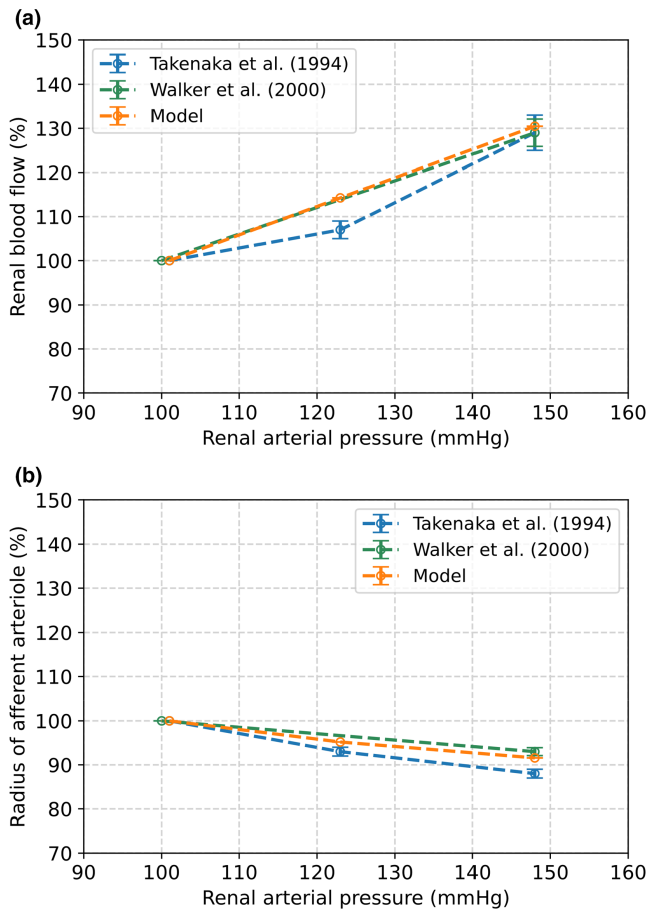 (a)
150
140
130
120
110
100
90
80
70
90 100 110 120 130 140 150 160
Renal blood flow (%)
Renal arterial pressure (mmHg)
Takenaka et al. (1994)
Walker et al. (2000)
Model
(b)
150
140
130
120
110
100
90
80
70
90 100 110 120 130 140 150 160
Radius of afferent arteriole (%)
Renal arterial pressure (mmHg)
Takenaka et al. (1994)
Walker et al. (2000)
Model